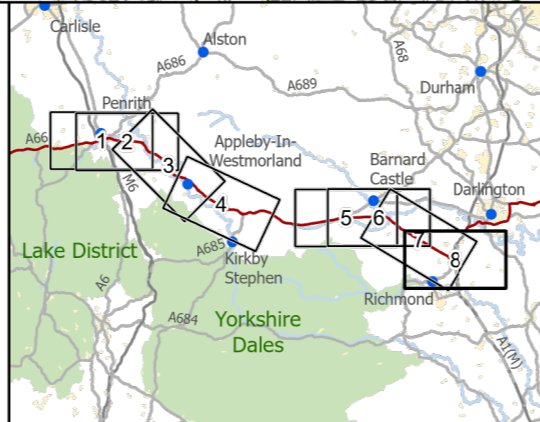 Carlisle
Alston
A686
A68
A689
Durham
Penrith
A66
1
2
3
M6
Appleby-In-
Westmorland
4
Barnard
Castle
Darlington
5
6
7
8
Lake District
A685
Kirkby
Stephen
Richmond
A6
A684
Yorkshire
Dales
A1(M)